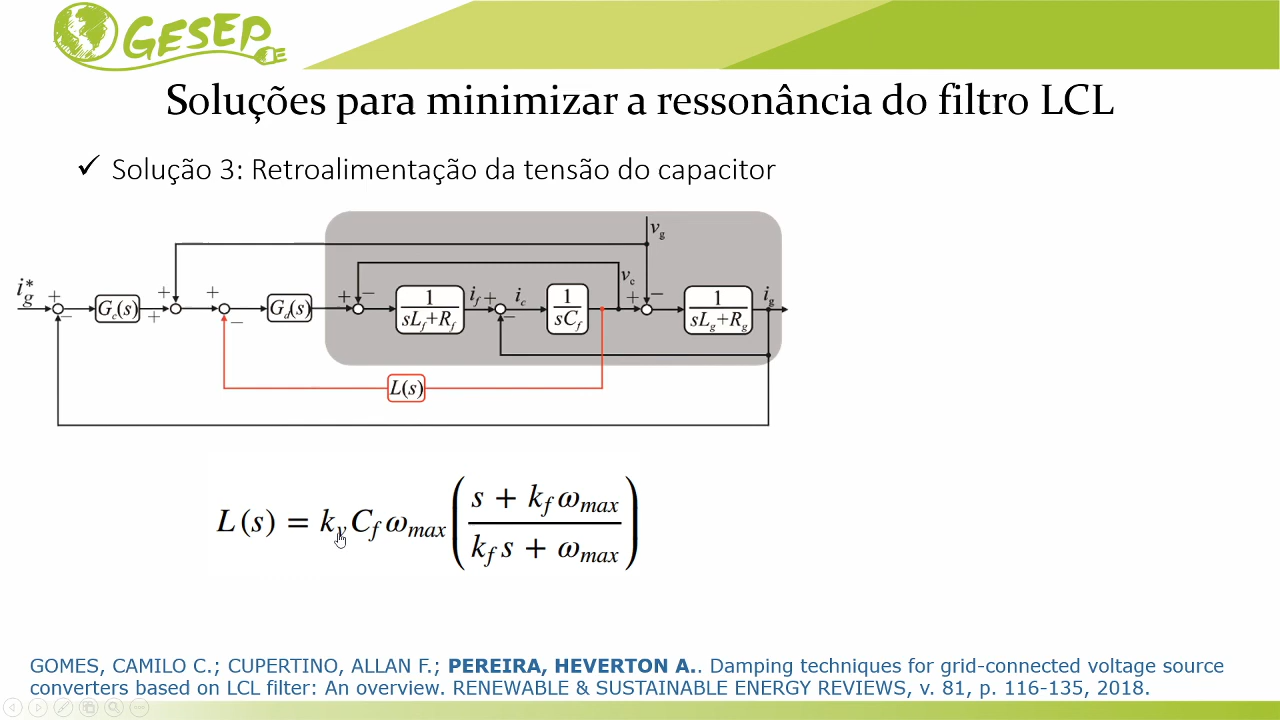 GESEP
Soluções para minimizar a ressonância do filtro LCL
✓ Solução 3: Retroalimentação da tensão do capacitor
v_g
v_c
i_g^* + − G_c(s) + + + − G_d(s) + − 1/(sL_f+R_f) i_f + − i_c 1/(sC_f) + − 1/(sL_g+R_g) i_g
L(s)
L(s) = k_v C_f ω_max ( (s + k_f ω_max) / (k_f s + ω_max) )
GOMES, CAMILO C.; CUPERTINO, ALLAN F.; PEREIRA, HEVERTON A.. Damping techniques for grid-connected voltage source
converters based on LCL filter: An overview. RENEWABLE & SUSTAINABLE ENERGY REVIEWS, v. 81, p. 116-135, 2018.